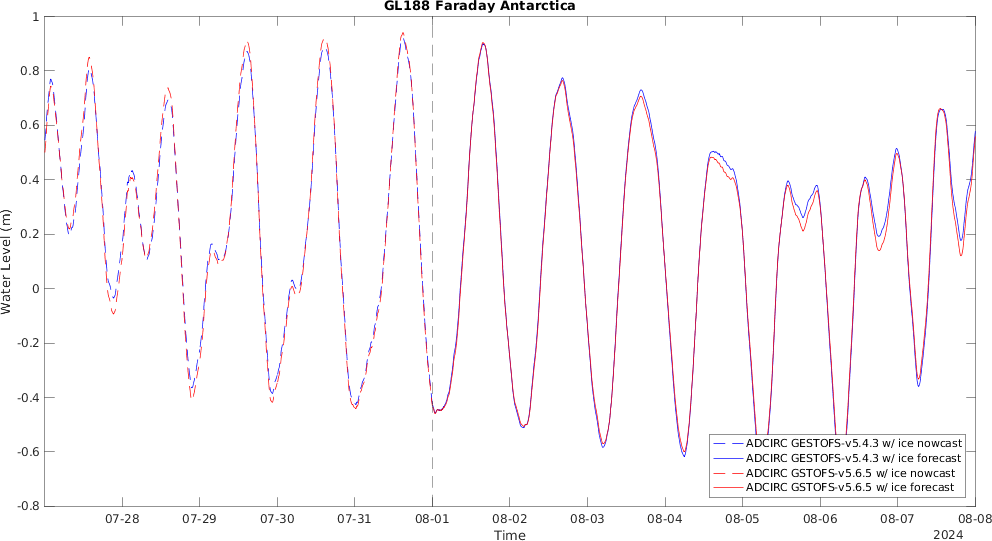 GL188 Faraday Antarctica
1
0.8
0.6
0.4
0.2
0
-0.2
-0.4
-0.6
-0.8
Water Level (m)
ADCIRC GESTOFS-v5.4.3 w/ ice nowcast
ADCIRC GESTOFS-v5.4.3 w/ ice forecast
ADCIRC GSTOFS-v5.6.5 w/ ice nowcast
ADCIRC GSTOFS-v5.6.5 w/ ice forecast
07-28 07-29 07-30 07-31 08-01 08-02 08-03 08-04 08-05 08-06 08-07 08-08
Time
2024